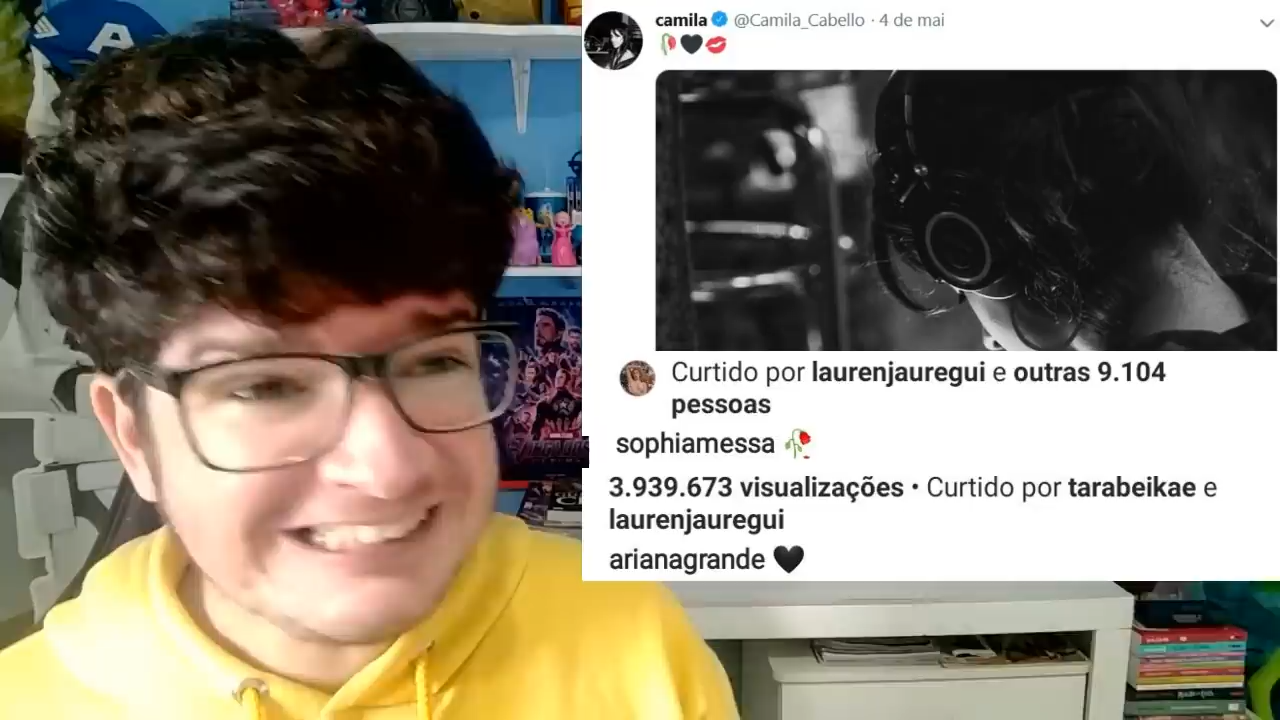 camila @Camila_Cabello · 4 de mai
🥀🖤💋
Curtido por laurenjauregui e outras 9.104
pessoas
sophiamessa 🥀
3.939.673 visualizações • Curtido por tarabeikae e
laurenjauregui
arianagrande 🖤
A